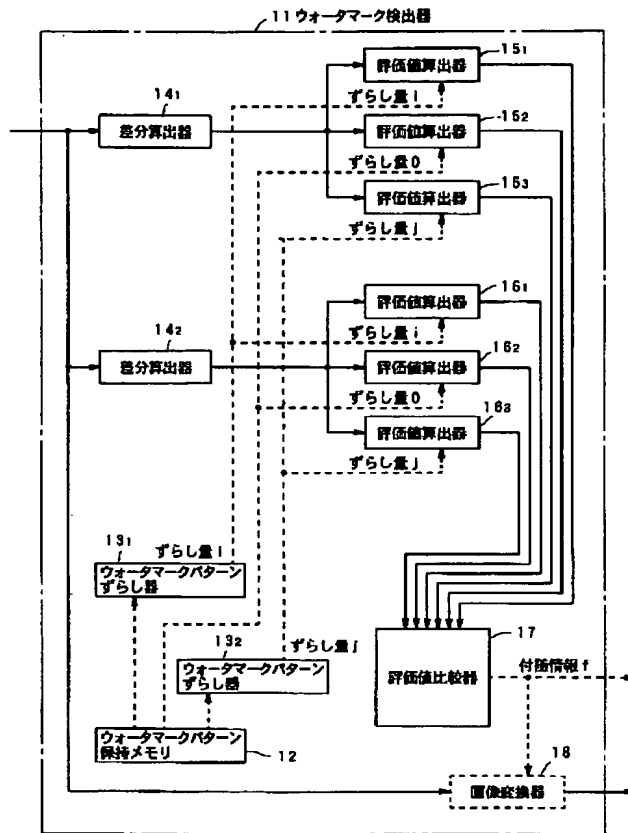 11 ウォータマーク検出器
14₁
差分算出器
評価値算出器
15₁
ずらし量 i
評価値算出器
15₂
ずらし量 0
評価値算出器
15₃
ずらし量 j
14₂
差分算出器
評価値算出器
16₁
ずらし量 i
評価値算出器
16₂
ずらし量 0
評価値算出器
16₃
ずらし量 j
13₁
ずらし量 i
ウォータマークパターン
ずらし器
13₂
ずらし量 j
ウォータマークパターン
ずらし器
ウォータマークパターン
保持メモリ
12
17
評価値比較器
付価情報 f
18
画像変換器